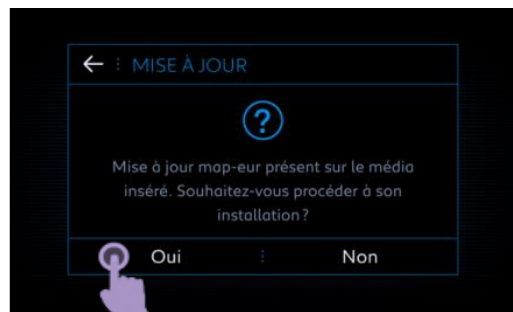 MISE À JOUR
?
Mise à jour map-eur présent sur le média
inséré. Souhaitez-vous procéder à son
installation?
Oui
Non